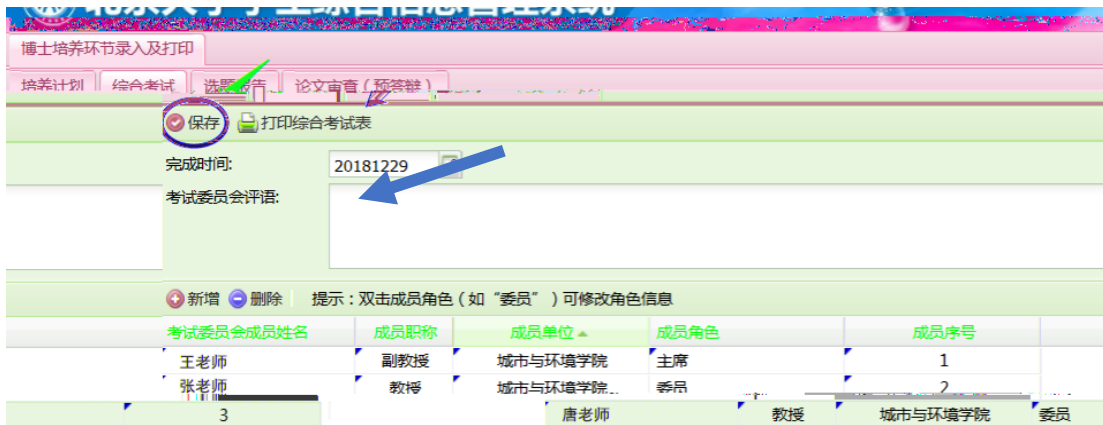 博士培养环节录入及打印
培养计划 综合考试 选题报告 论文审查（预答辩）
保存 打印综合考试表
完成时间: 20181229
考试委员会评语:
新增 删除 提示：双击成员角色（如“委员”）可修改角色信息
考试委员会成员姓名 成员职称 成员单位 成员角色 成员序号
王老师 副教授 城市与环境学院 主席 1
张老师 教授 城市与环境学院 委员 2
3 唐老师 教授 城市与环境学院 委员